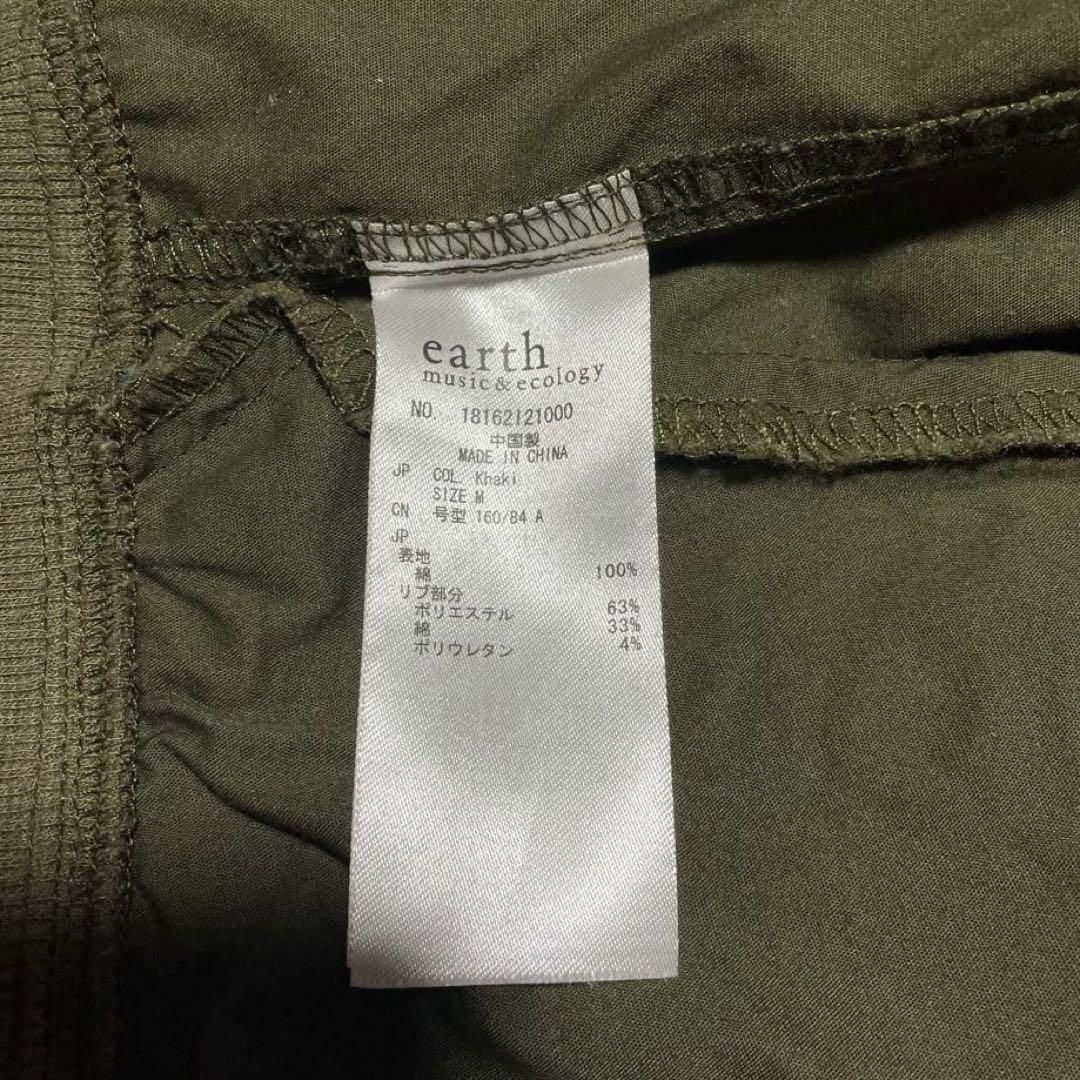 earth
music & ecology
NO. 18162121000
中国製
MADE IN CHINA
JP COL. Khaki
SIZE M
CN 号型 160/84 A
JP
表地
綿 100%
リブ部分
ポリエステル 63%
綿 33%
ポリウレタン 4%